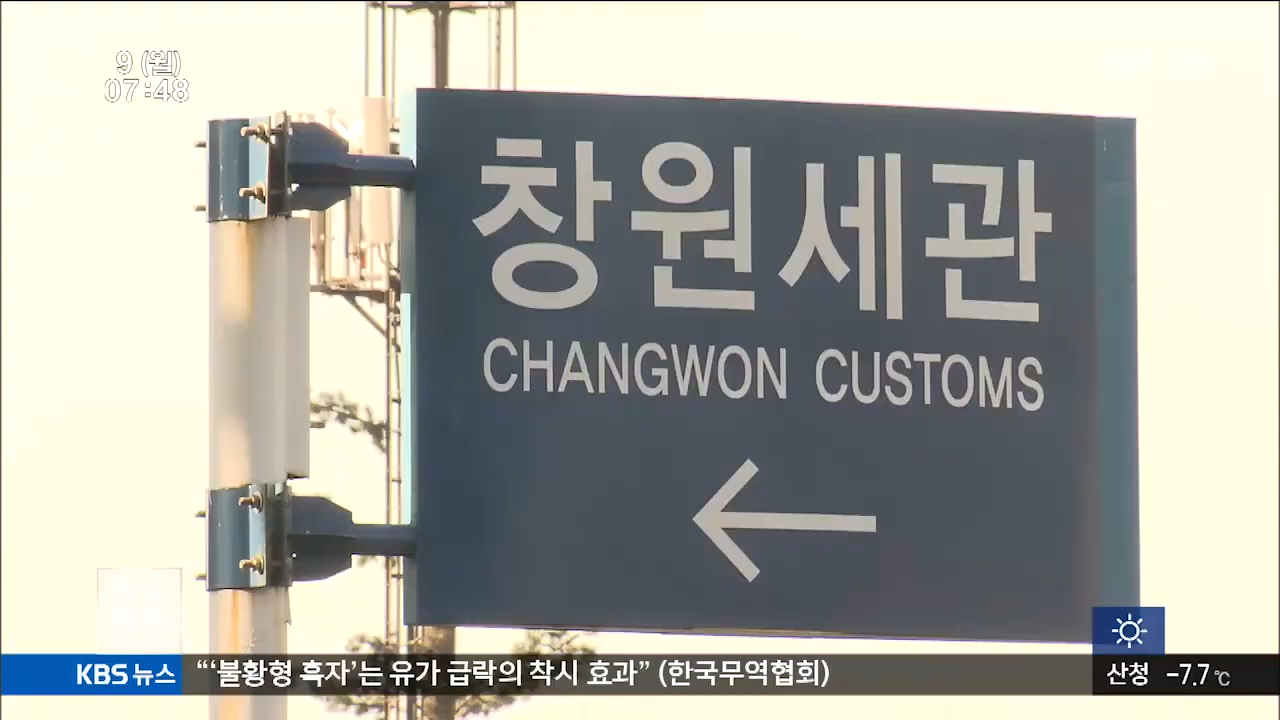 9 (월)
07:48
창원세관
CHANGWON CUSTOMS
KBS 뉴스 “‘불황형 흑자’는 유가 급락의 착시 효과” (한국무역협회)
산청 -7.7℃